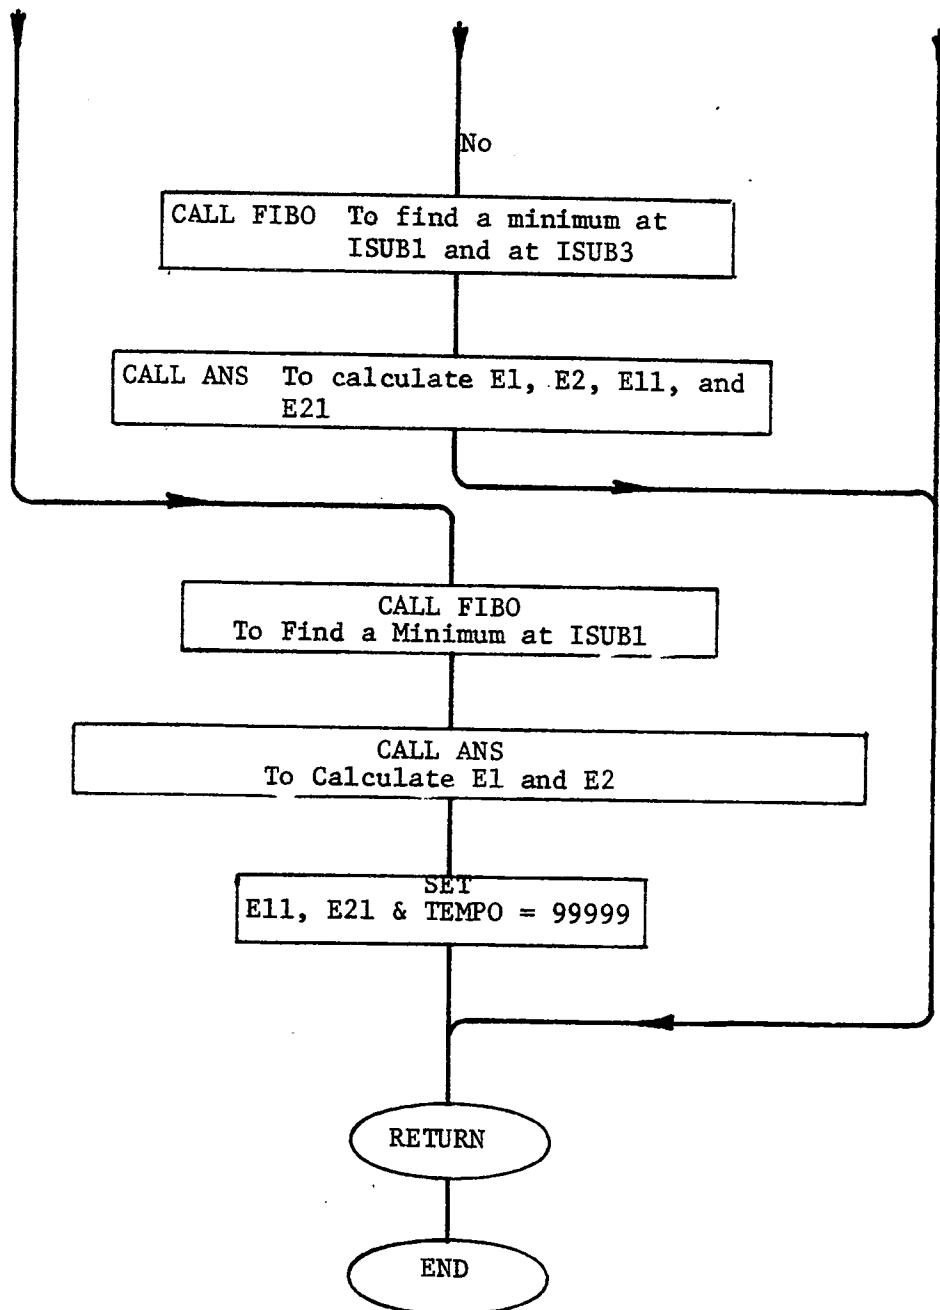 No
CALL FIBO To find a minimum at
ISUB1 and at ISUB3
CALL ANS To calculate E1, E2, E11, and
E21
CALL FIBO
To Find a Minimum at ISUB1
CALL ANS
To Calculate E1 and E2
SET
E11, E21 & TEMPO = 99999
RETURN
END